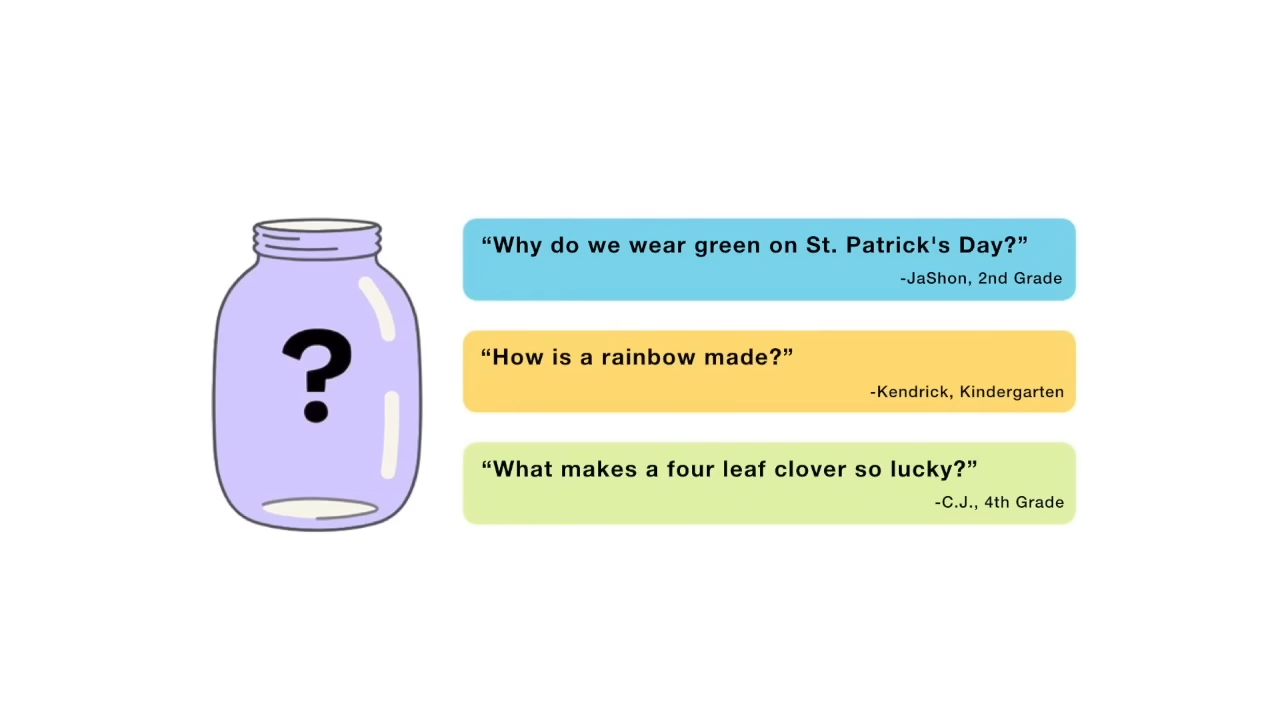 ?
“Why do we wear green on St. Patrick's Day?”
-JaShon, 2nd Grade
“How is a rainbow made?”
-Kendrick, Kindergarten
“What makes a four leaf clover so lucky?”
-C.J., 4th Grade